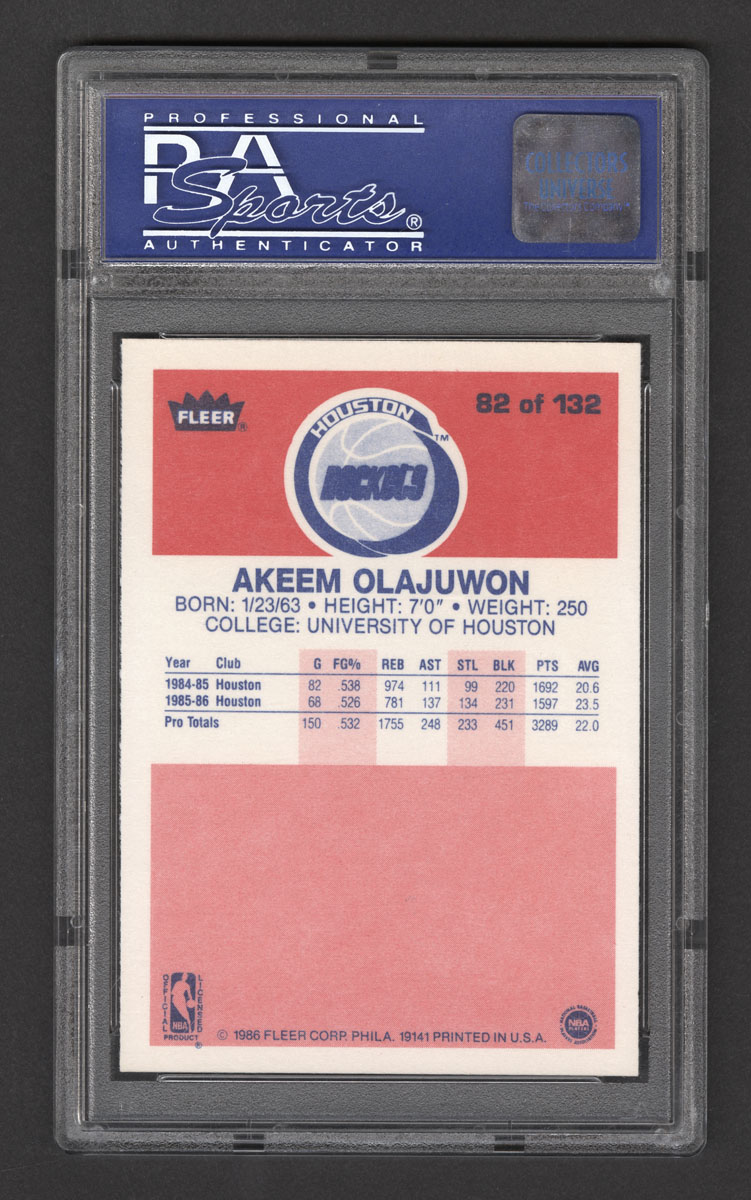 PROFESSIONAL
PSA
Sports®
AUTHENTICATOR
COLLECTORS
UNIVERSE
FLEER®
82 of 132
HOUSTON
ROCKETS
TM
AKEEM OLAJUWON
BORN: 1/23/63 • HEIGHT: 7'0" • WEIGHT: 250
COLLEGE: UNIVERSITY OF HOUSTON
Year Club G FG% REB AST STL BLK PTS AVG
1984-85 Houston 82 .538 974 111 99 220 1692 20.6
1985-86 Houston 68 .526 781 137 134 231 1597 23.5
Pro Totals 150 .532 1755 248 233 451 3289 22.0
OFFICIAL
LICENSED
NBA
PRODUCT®
© 1986 FLEER CORP. PHILA. 19141 PRINTED IN U.S.A.
NBA
PLAYERS